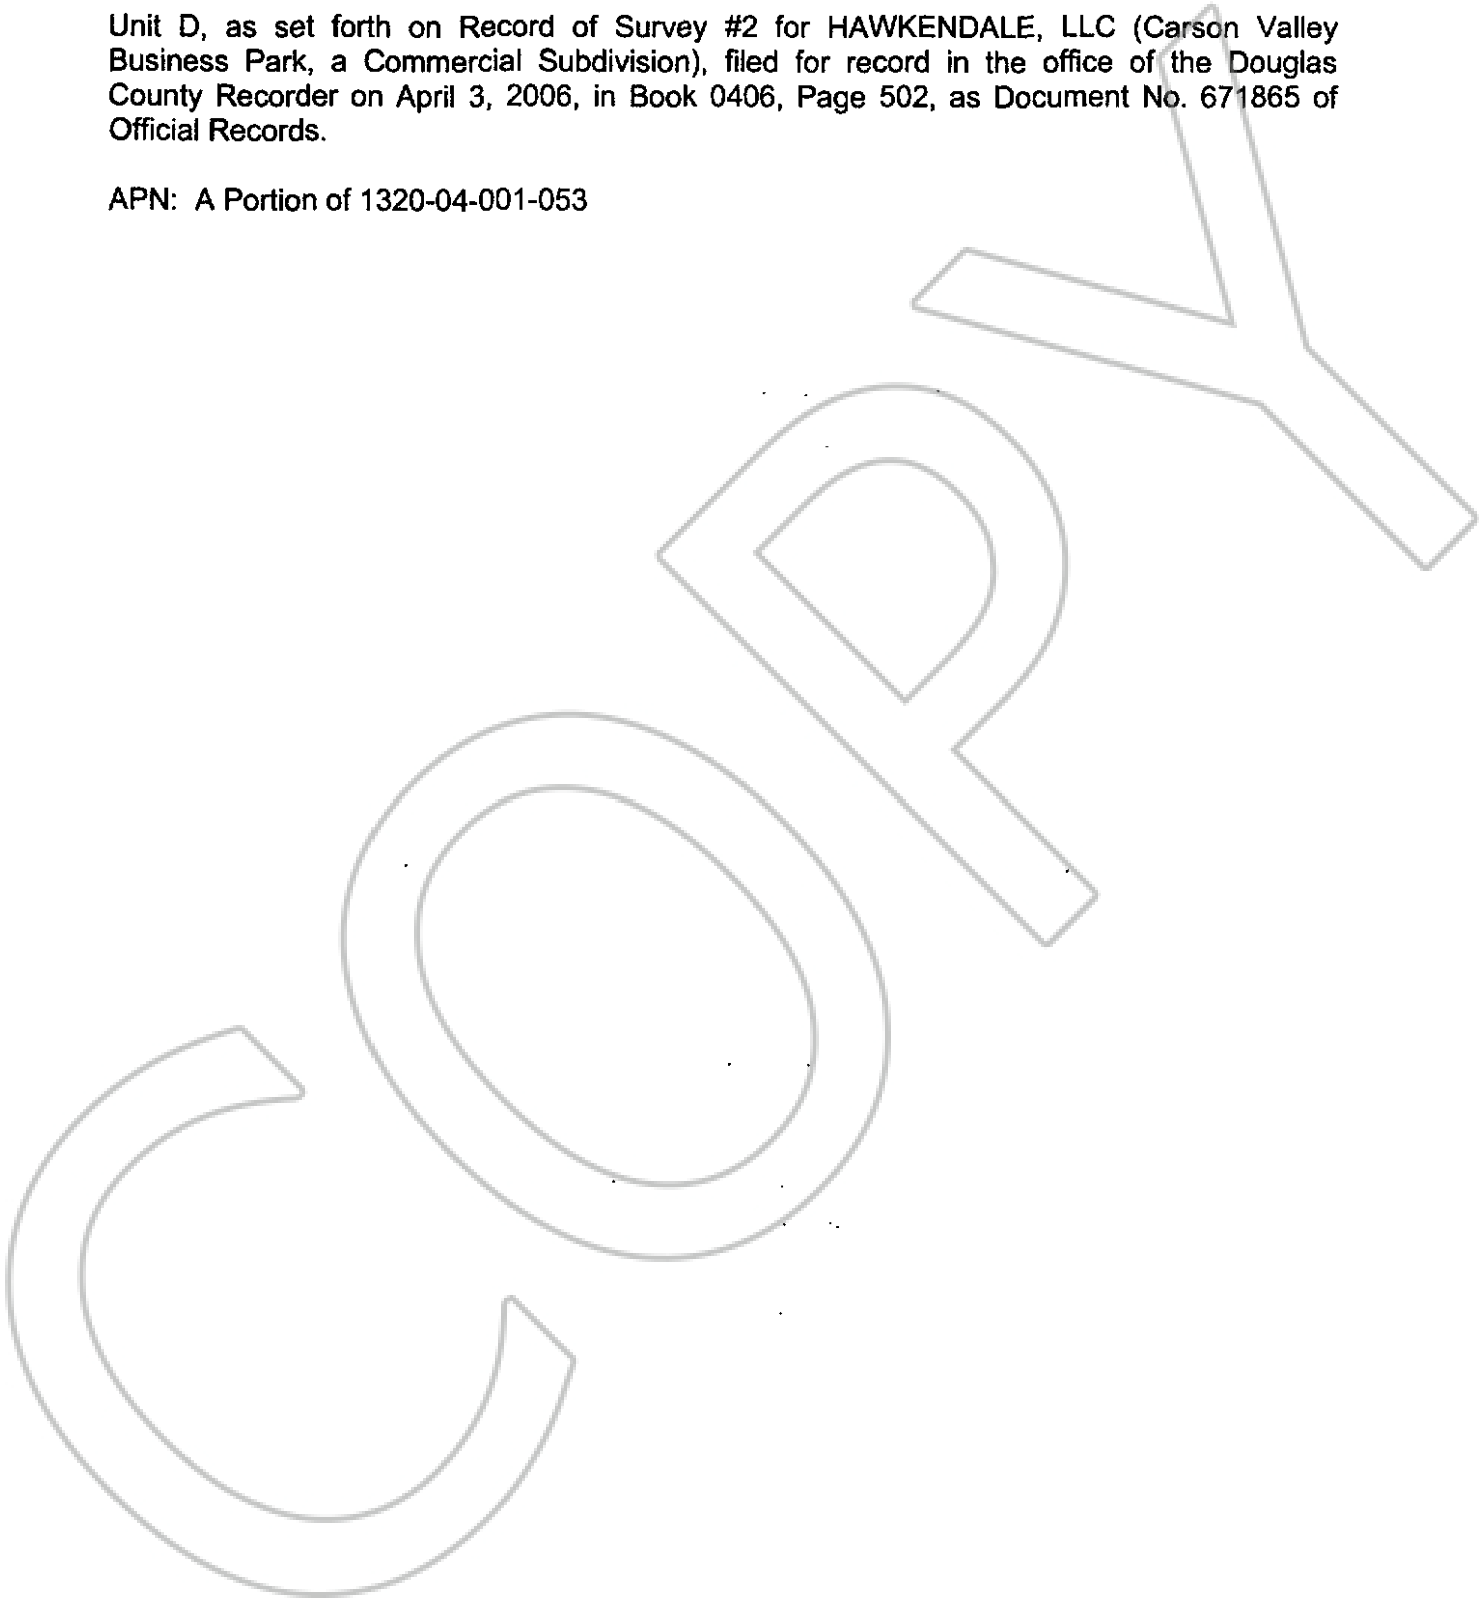 Unit D, as set forth on Record of Survey #2 for HAWKENDALE, LLC (Carson Valley
Business Park, a Commercial Subdivision), filed for record in the office of the Douglas
County Recorder on April 3, 2006, in Book 0406, Page 502, as Document No. 671865 of
Official Records.
APN: A Portion of 1320-04-001-053
COPY